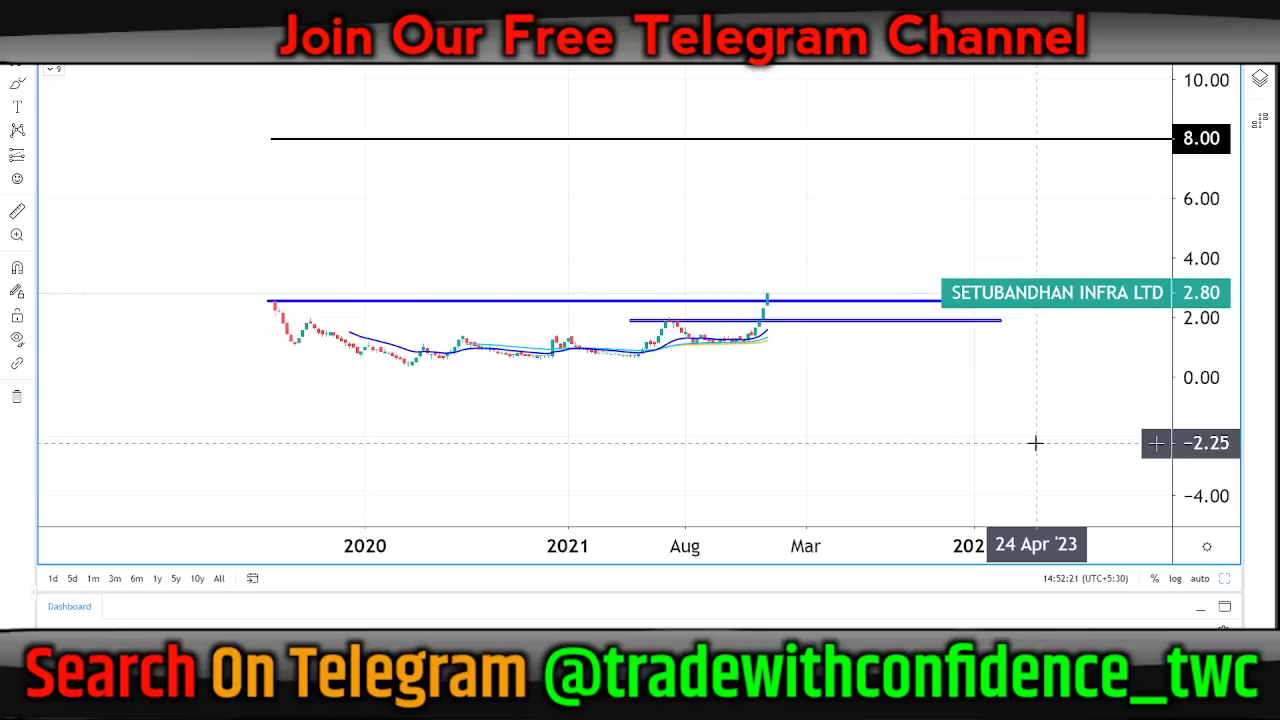 Join Our Free Telegram Channel
9
10.00
8.00
6.00
4.00
SETUBANDHAN INFRA LTD 2.80
2.00
0.00
−2.25
−4.00
2020 2021 Aug Mar 202 24 Apr '23
1d 5d 1m 3m 6m 1y 5y 10y All 14:52:21 (UTC+5:30) % log auto
Dashboard
Search On Telegram @tradewithconfidence_twc